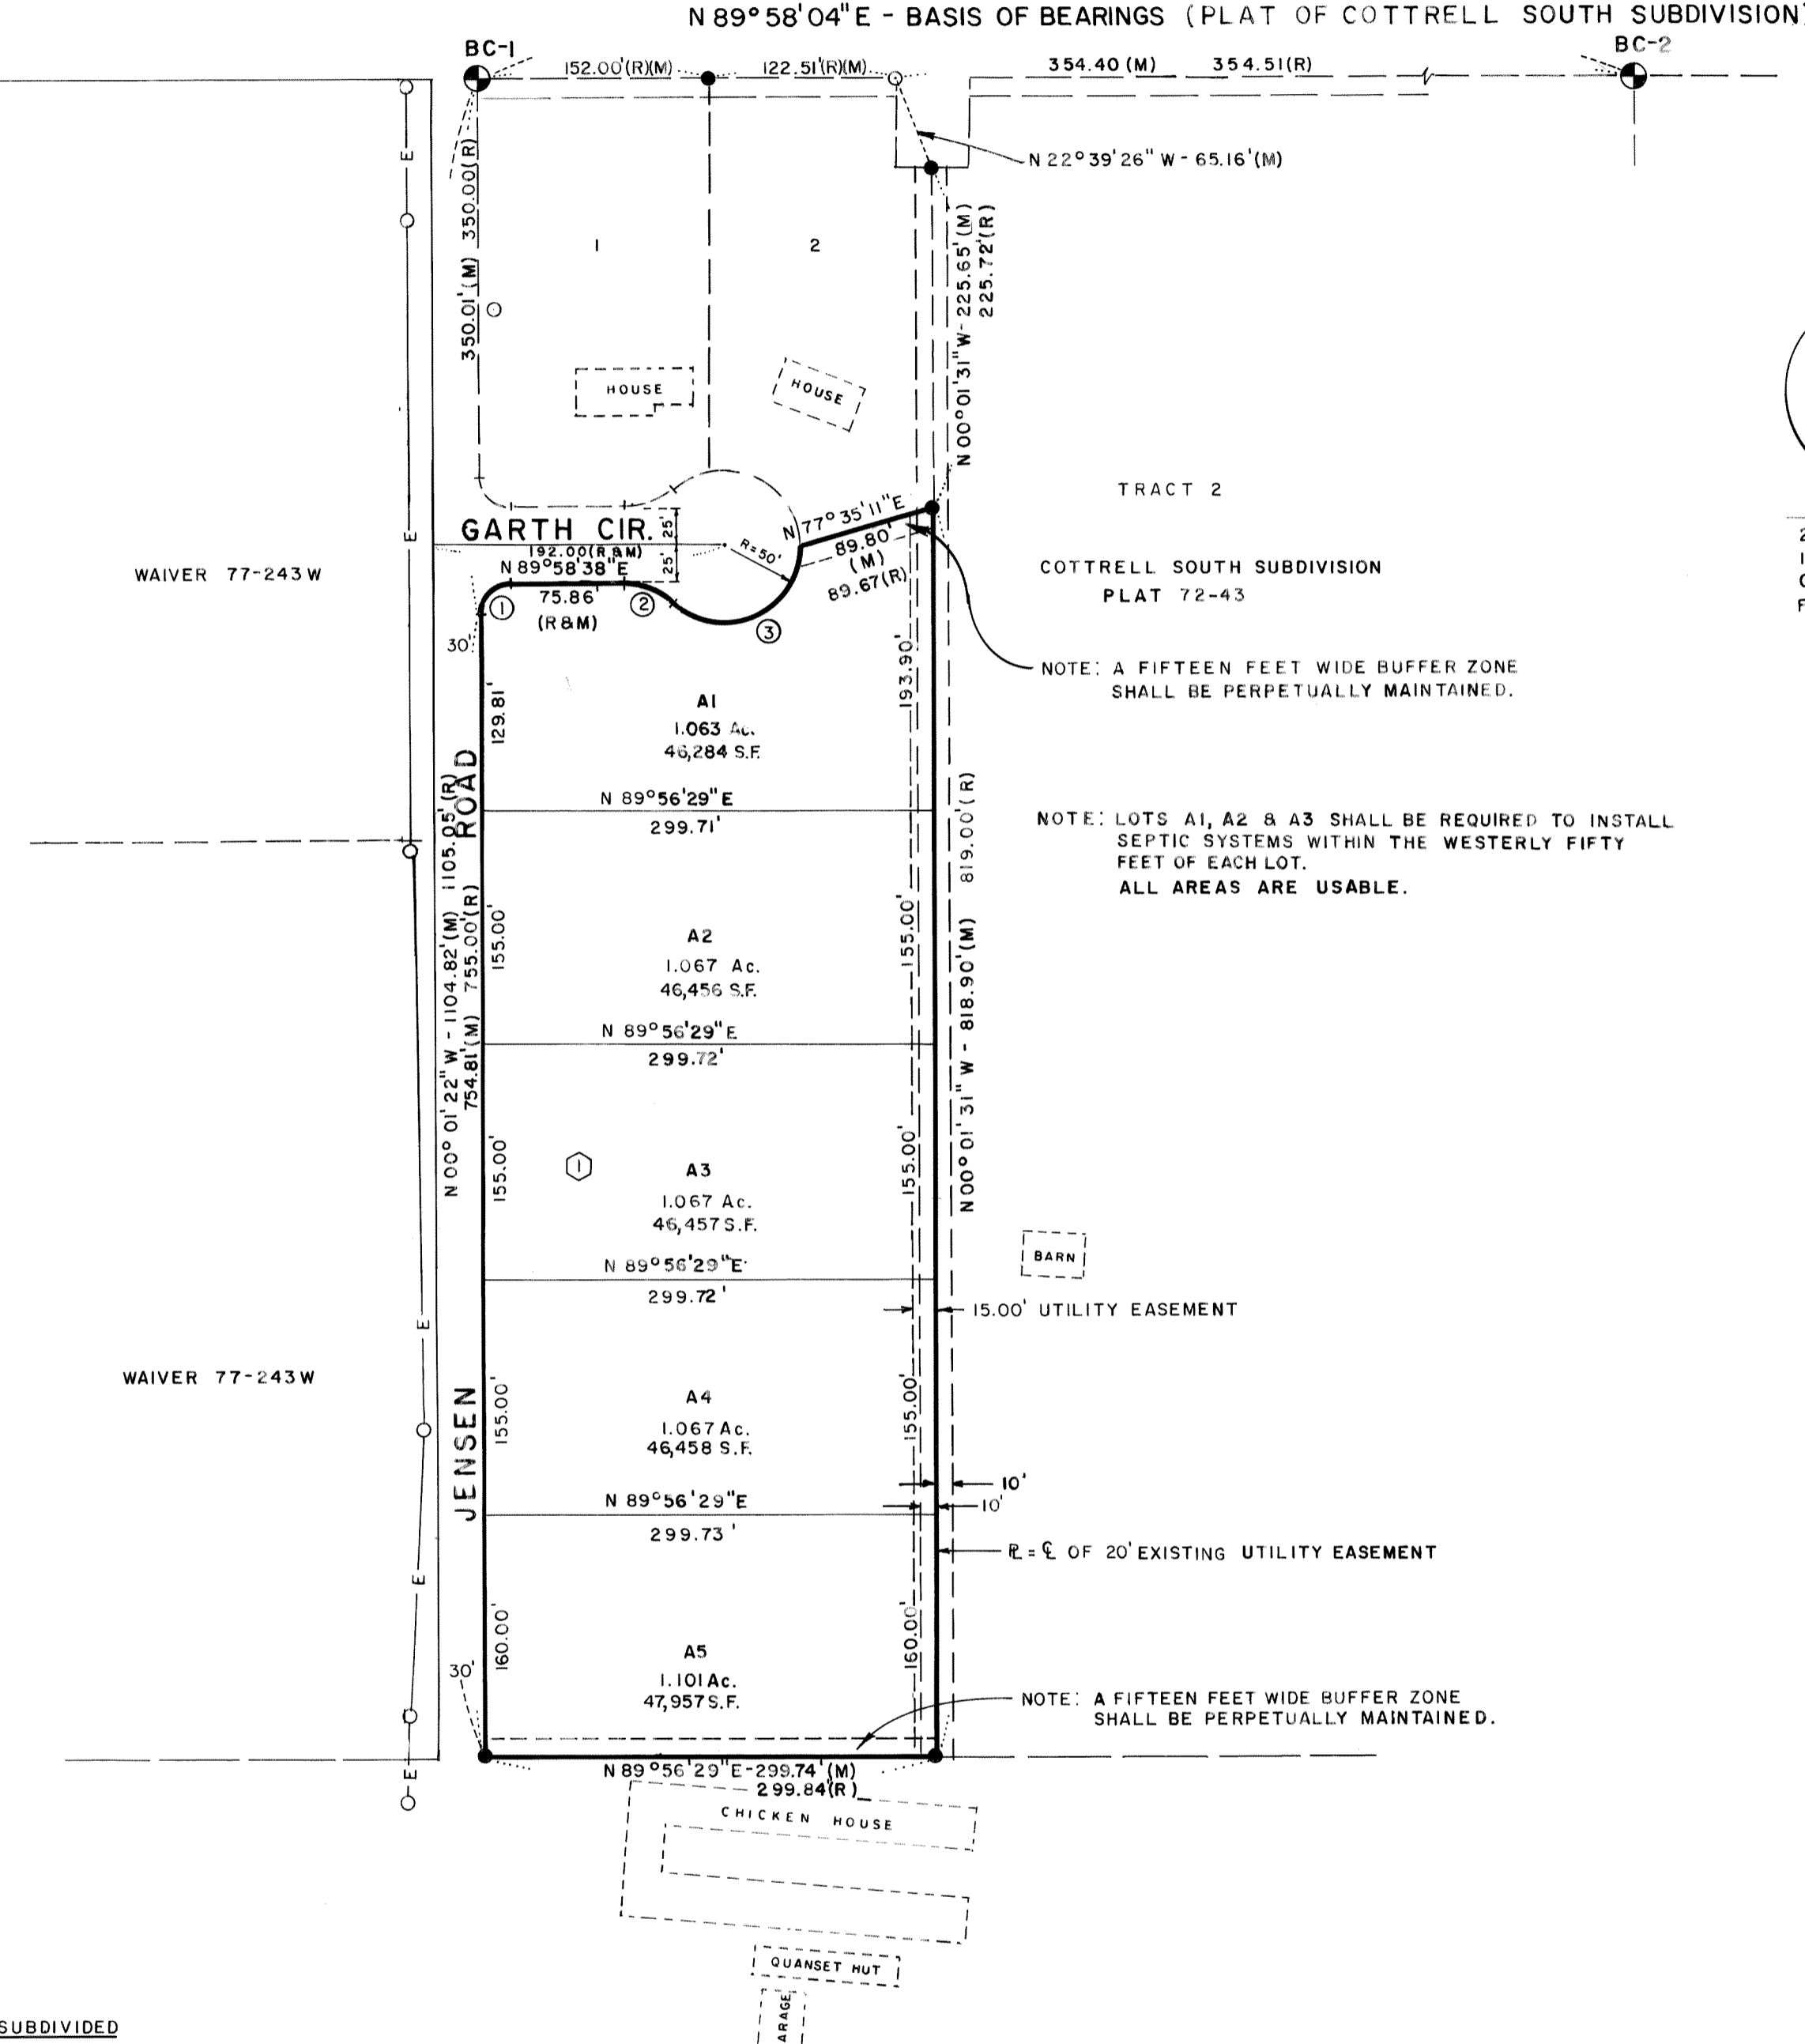 N 89°58'04" E - BASIS OF BEARINGS (PLAT OF COTTRELL SOUTH SUBDIVISION)
BC-1
BC-2
152.00'(R)(M)
122.51'(R)(M)
354.40 (M)
354.51(R)
N 22°39'26" W - 65.16'(M)
350.01'(M) 350.00'(R)
N 00°01'31" W - 225.65'(M)
225.72'(R)
E
1
2
HOUSE
HOUSE
E
TRACT 2
GARTH CIR.
25'
25'
192.00(R & M)
N 89°58'38" E
75.86'
(R & M)
R=50'
N 77°35'11" E
89.80'
(M)
89.67(R)
COTTRELL SOUTH SUBDIVISION
PLAT 72-43
WAIVER 77-243W
1
2
3
30'
NOTE: A FIFTEEN FEET WIDE BUFFER ZONE
SHALL BE PERPETUALLY MAINTAINED.
129.81'
193.90'
A1
1.063 Ac.
46,284 S.F.
N 89°56'29" E
299.71'
NOTE: LOTS A1, A2 & A3 SHALL BE REQUIRED TO INSTALL
SEPTIC SYSTEMS WITHIN THE WESTERLY FIFTY
FEET OF EACH LOT.
ALL AREAS ARE USABLE.
JENSEN ROAD
N 00°01'22" W - 1104.82'(M) 1105.05'(R)
754.81'(M) 755.00'(R)
N 00°01'31" W - 818.90'(M) 819.00'(R)
155.00'
155.00'
A2
1.067 Ac.
46,456 S.F.
N 89°56'29" E
299.72'
155.00'
155.00'
1
A3
1.067 Ac.
46,457 S.F.
N 89°56'29" E
299.72'
BARN
15.00' UTILITY EASEMENT
E
WAIVER 77-243W
155.00'
155.00'
A4
1.067 Ac.
46,458 S.F.
10'
10'
N 89°56'29" E
299.73'
℄ OF 20' EXISTING UTILITY EASEMENT
E
160.00'
160.00'
A5
1.101 Ac.
47,957 S.F.
30'
NOTE: A FIFTEEN FEET WIDE BUFFER ZONE
SHALL BE PERPETUALLY MAINTAINED.
E
N 89°56'29" E - 299.74'(M)
299.84'(R)
CHICKEN HOUSE
QUANSET HUT
ARAGE
SUBDIVIDED